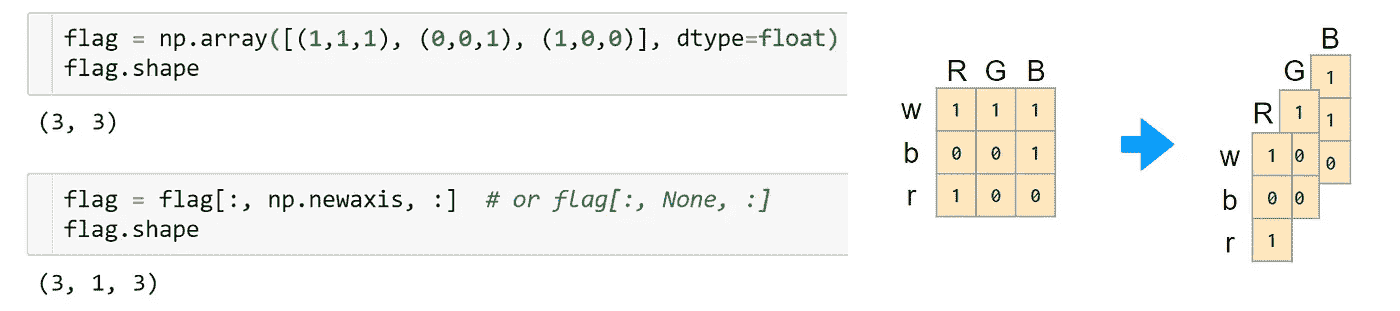 flag = np.array([(1,1,1), (0,0,1), (1,0,0)], dtype=float)
flag.shape
(3, 3)
flag = flag[:, np.newaxis, :]  # or flag[:, None, :]
flag.shape
(3, 1, 3)
R G B
w 1 1 1
b 0 0 1
r 1 0 0
B
G 1
R 1 1
w 1 0 0
b 0 0
r 1